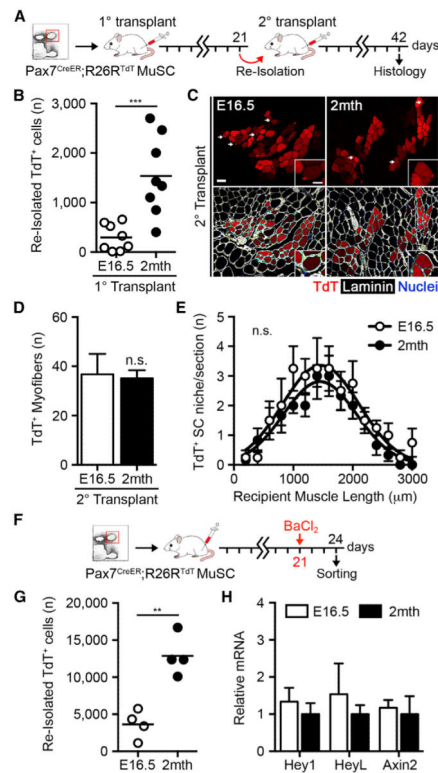 A
1° transplant
2° transplant
21
42 days
Pax7CreER;R26RTdT MuSC
Re-Isolation
Histology
B
Re-Isolated TdT+ cells (n)
3,000
2,000
1,000
0
***
E16.5 2mth
1° Transplant
C
E16.5 2mth
2° Transplant
TdT Laminin Nuclei
D
TdT+ Myofibers (n)
60
40
20
0
n.s.
E16.5 2mth
2° Transplant
E
TdT+ SC niche/section (n)
5
4
3
2
1
0
n.s.
E16.5
2mth
0 1000 2000 3000
Recipient Muscle Length (μm)
F
BaCl2
24 days
21
Pax7CreER;R26RTdT MuSC
Sorting
G
Re-Isolated TdT+ cells (n)
20,000
15,000
10,000
5,000
0
**
E16.5 2mth
H
Relative mRNA
4
3
2
1
0
E16.5 2mth
Hey1 HeyL Axin2